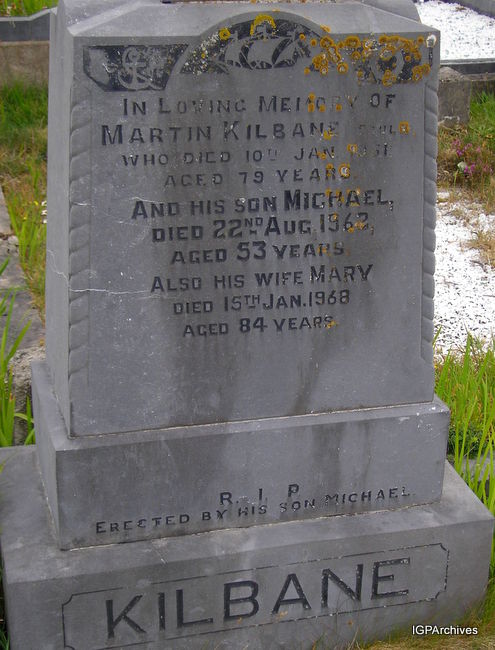 In Loving Memory of
Martin Kilbane
who died 10th Jan
aged 79 years.
And his son Michael,
died 22nd Aug. 1962,
aged 53 years
Also his wife Mary
died 15th Jan. 1968
aged 84 years.
R. I. P.
Erected by his son Michael.
KILBANE
IGPArchives